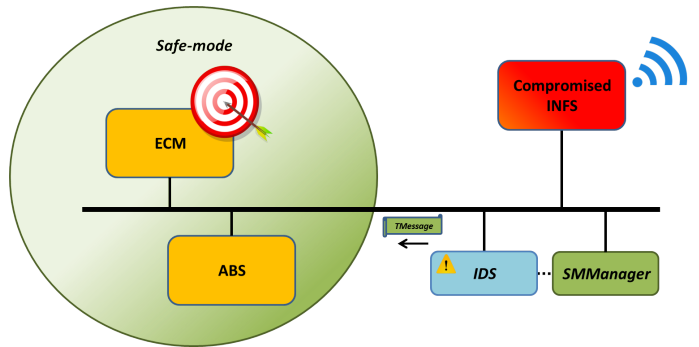 Safe-mode
Compromised
INFS
ECM
TMessage
ABS
IDS
SMManager